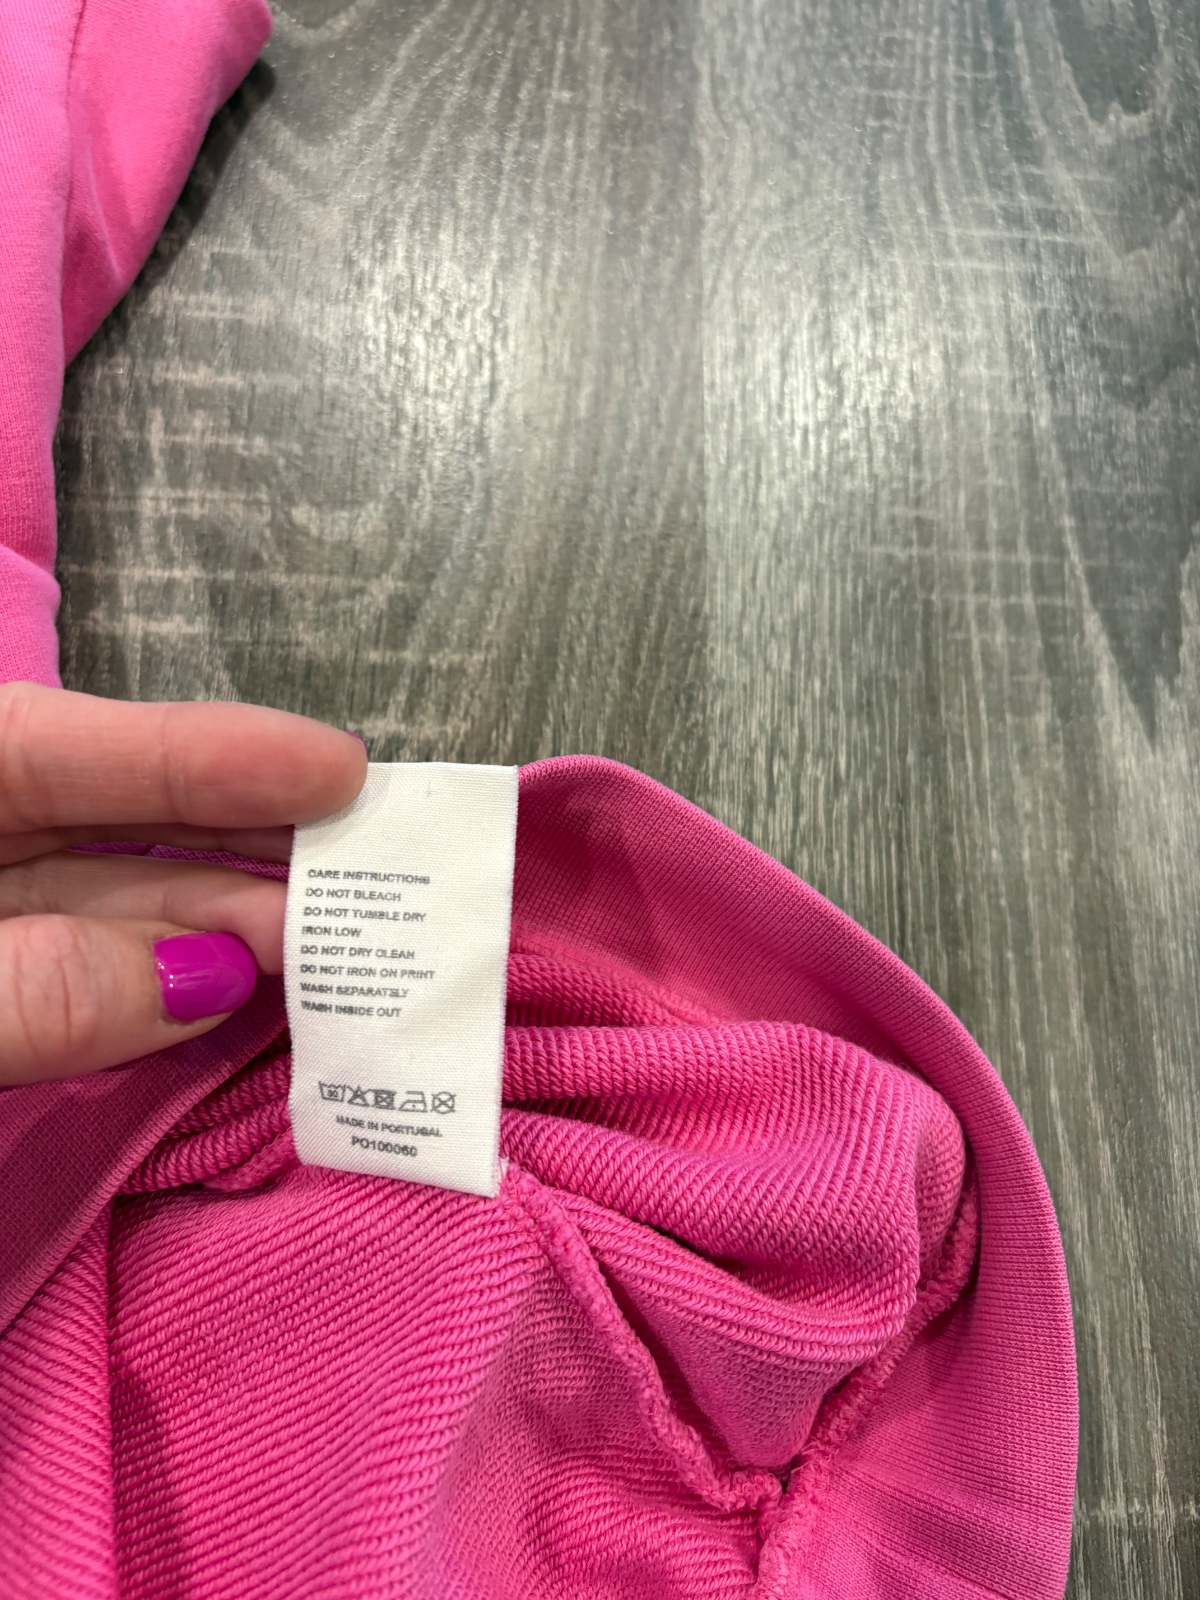 CARE INSTRUCTIONS
DO NOT BLEACH
DO NOT TUMBLE DRY
IRON LOW
DO NOT DRY CLEAN
DO NOT IRON ON PRINT
WASH SEPARATELY
WASH INSIDE OUT
30
MADE IN PORTUGAL
PO100060